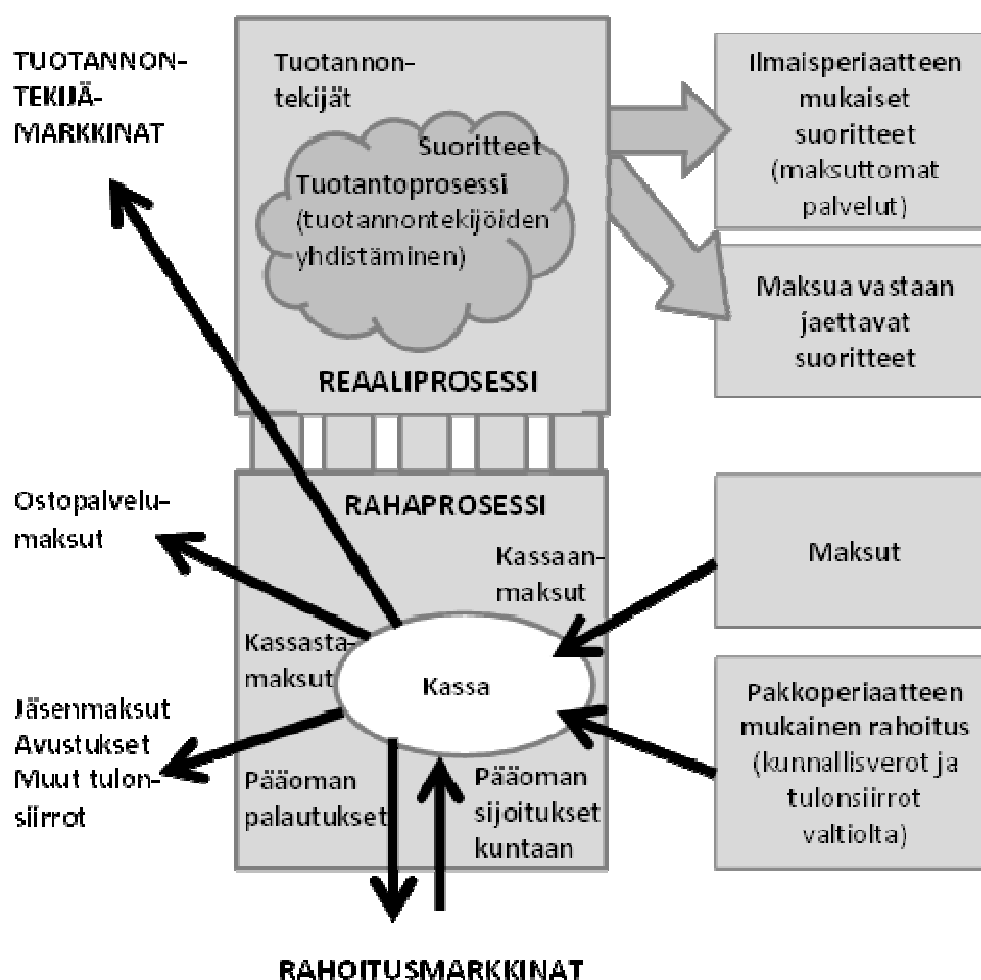 TUOTANNON-
TEKIJÄ-
MARKKINAT
Tuotannon-
tekijät
Suoritteet
Tuotantoprosessi
(tuotannontekijöiden
yhdistäminen)
REAALIPROSESSI
Ilmaisperiaatteen
mukaiset
suoritteet
(maksuttomat
palvelut)
Maksua vastaan
jaettavat
suoritteet
RAHAPROSESSI
Ostopalvelu-
maksut
Kassaan-
maksut
Maksut
Kassasta-
maksut
Kassa
Jäsenmaksut
Avustukset
Muut tulon-
siirrot
Pakkoperiaatteen
mukainen rahoitus
(kunnallisverot ja
tulonsiirrot
valtiolta)
Pääoman
palautukset
Pääoman
sijoitukset
kuntaan
RAHOITUSMARKKINAT